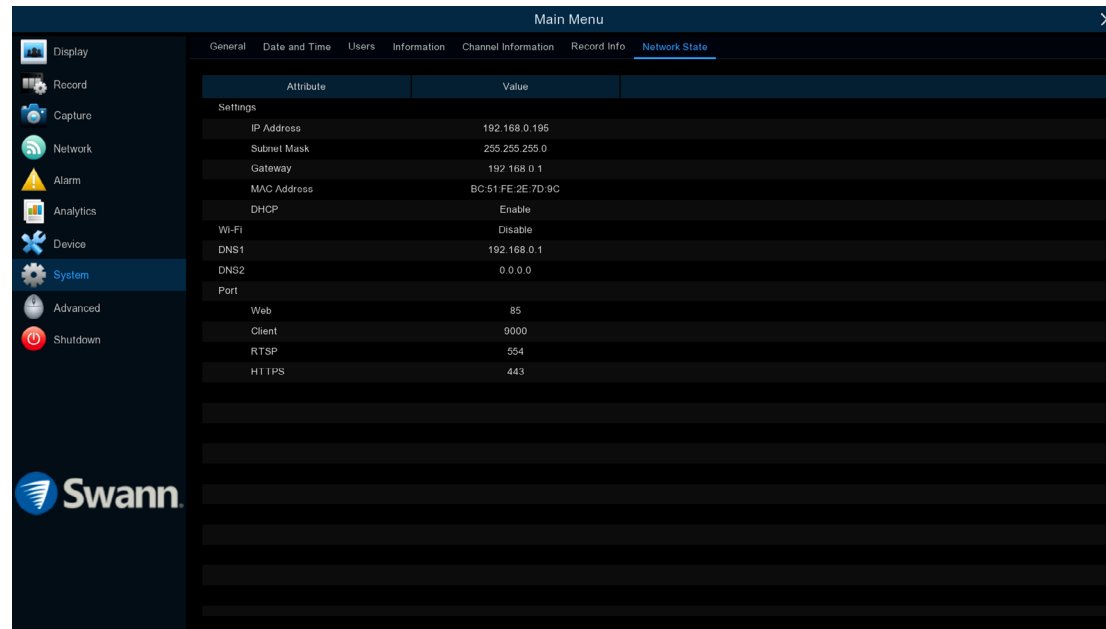 Main Menu
Display
Record
Capture
Network
Alarm
Analytics
Device
System
Advanced
Shutdown
Swann.
General Date and Time Users Information Channel Information Record Info Network State
Attribute Value
Settings
IP Address 192.168.0.195
Subnet Mask 255.255.255.0
Gateway 192.168.0.1
MAC Address BC:51:FE:2E:7D:9C
DHCP Enable
Wi-Fi Disable
DNS1 192.168.0.1
DNS2 0.0.0.0
Port
Web 85
Client 9000
RTSP 554
HTTPS 443